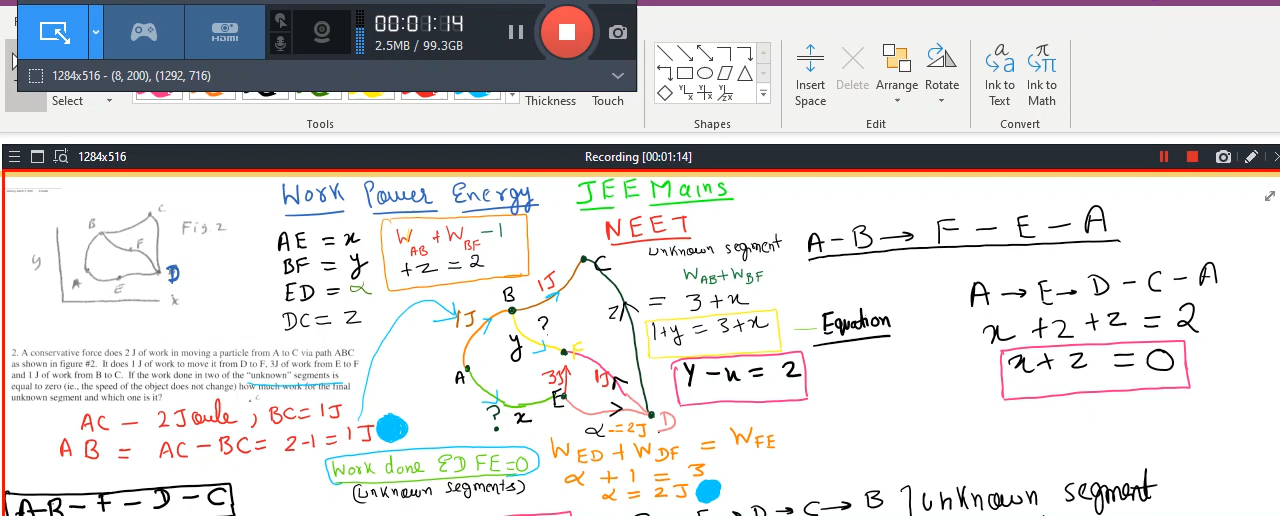 00:01:14
HDMI
2.5MB / 99.3GB
1284x516 - (8, 200), (1292, 716)
Select
Thickness
Touch
Insert Space
Delete
Arrange
Rotate
Ink to Text
Ink to Math
Tools
Shapes
Edit
Convert
1284x516
Recording [00:01:14]
Work Power Energy
JEE Mains
NEET
Fig. 2
y
x
A
B
C
D
E
F
AE = x
BF = y
ED = α
DC = z
W_AB + W_BF - 1
+ z = 2
unknown segment
W_AB + W_BF
= 3 + x
1 + y = 3 + x
Equation
y - x = 2
A - B → F - E - A
A → E → D - C - A
x + 2 + z = 2
x + z = 0
B
C
1J
1J
?
y
z
F
A
3J
1J
E
?
x
α = 2J
D
2. A conservative force does 2 J of work in moving a particle from A to C via path ABC
as shown in figure #2. It does 1 J of work to move it from D to F, 3J of work from E to F
and 1 J of work from B to C. If the work done in two of the "unknown" segments is
equal to zero (ie., the speed of the object does not change) how much work for the final
unknown segment and which one is it?
AC - 2 Joule, BC = 1J
AB = AC - BC = 2 - 1 = 1J
Work done EDFE = 0
(unknown segments)
W_ED + W_DF = W_FE
α + 1 = 3
α = 2J
A - B - F - D - C
D → C → B
unknown segment